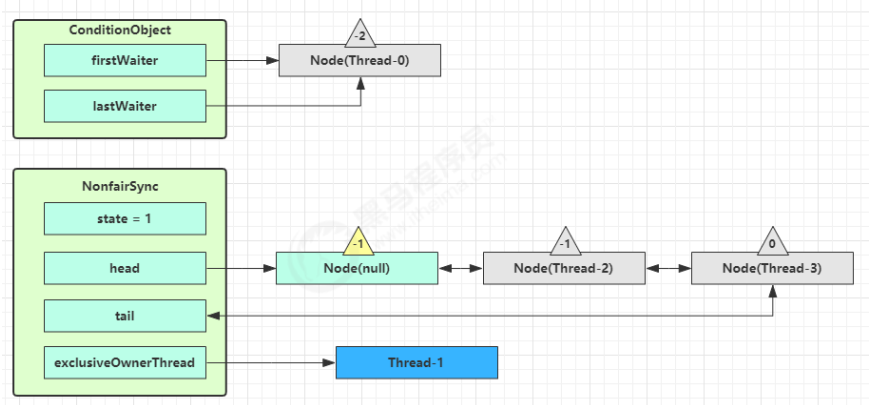 ConditionObject
-2
firstWaiter
Node(Thread-0)
lastWaiter
黑马程序员
www.itheima.com
NonfairSync
state = 1
-1
-1
0
head
Node(null)
Node(Thread-2)
Node(Thread-3)
tail
exclusiveOwnerThread
Thread-1